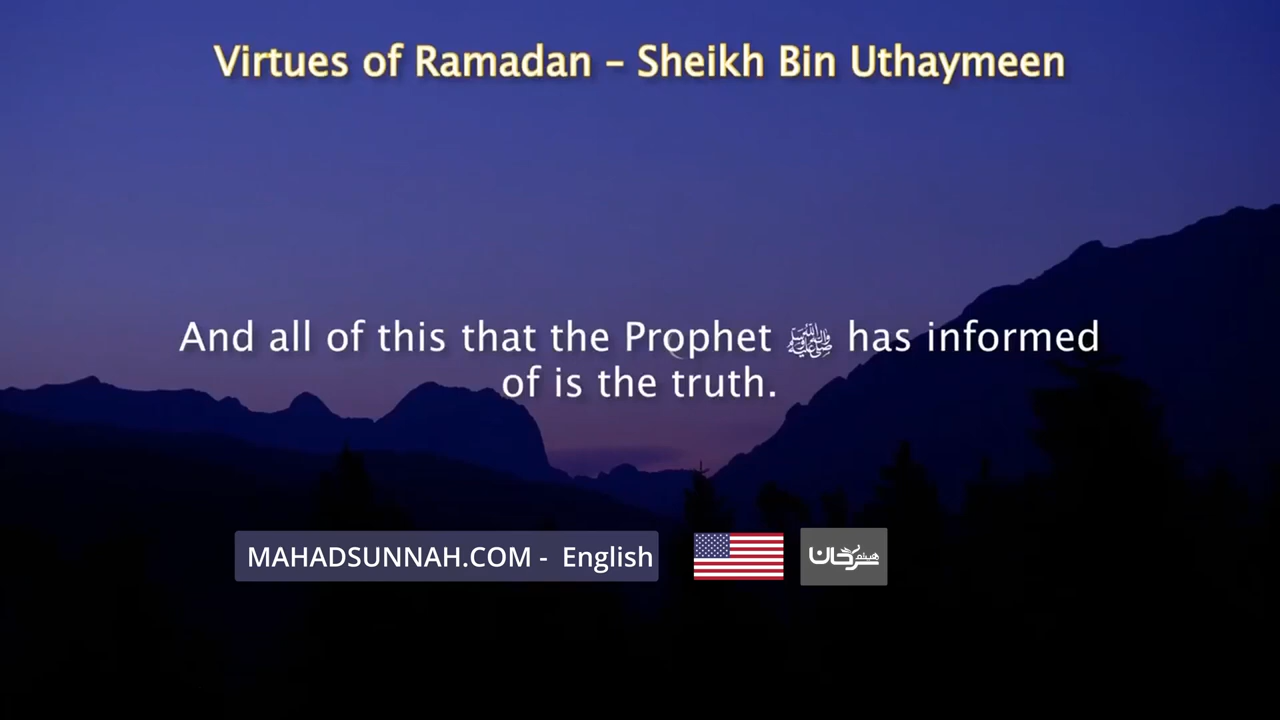 Virtues of Ramadan – Sheikh Bin Uthaymeen
And all of this that the Prophet ﷺ has informed
of is the truth.
MAHADSUNNAH.COM - English